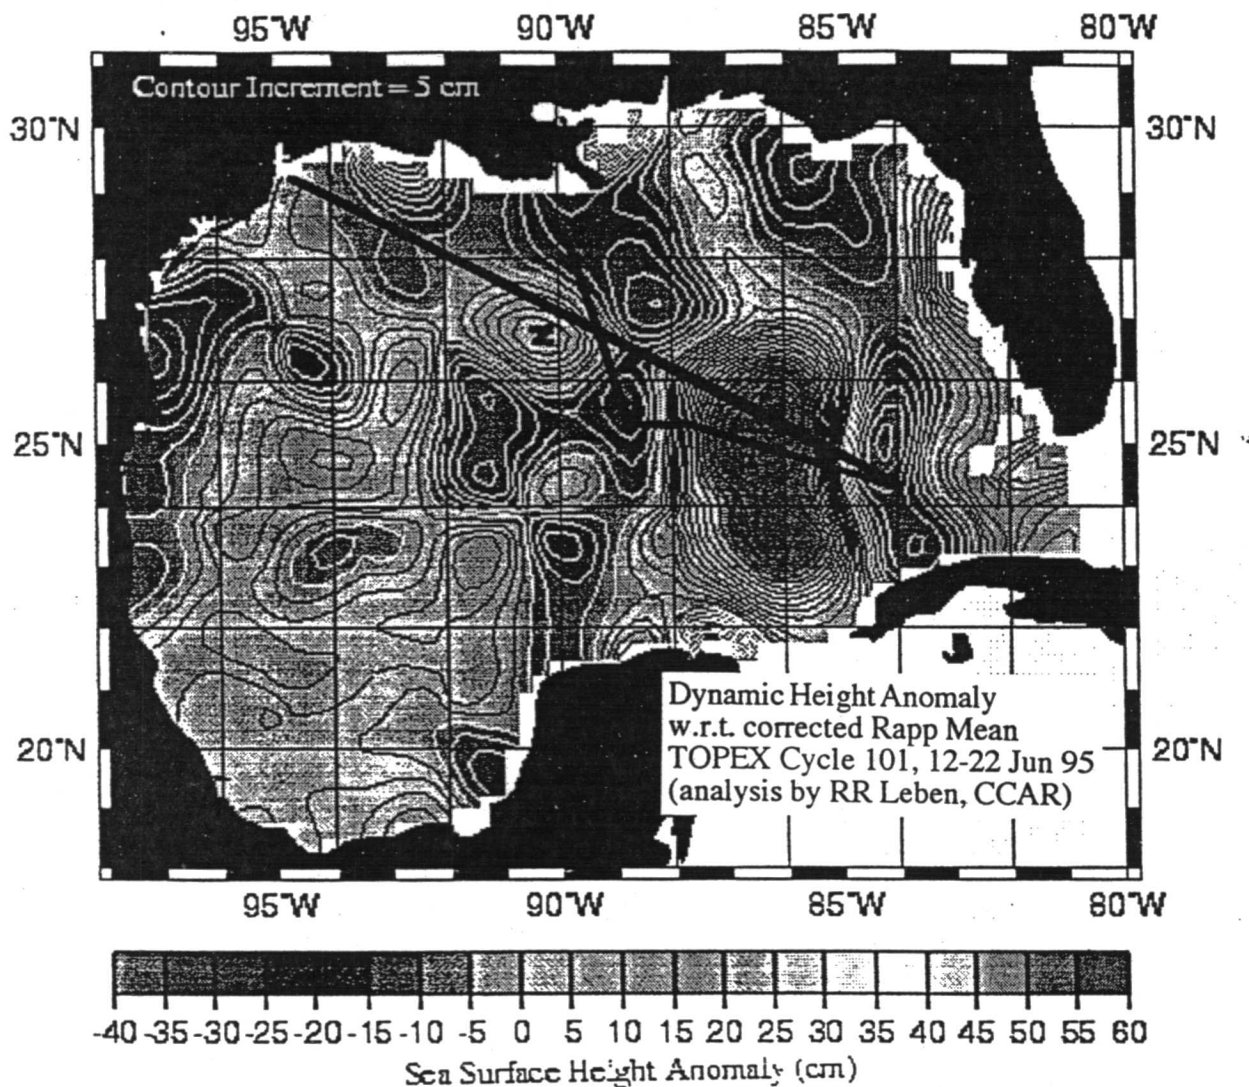 95°W 90°W 85°W 80°W
Contour Increment = 5 cm
30°N 30°N
N
25°N 25°N
Dynamic Height Anomaly
w.r.t. corrected Rapp Mean
TOPEX Cycle 101, 12-22 Jun 95
(analysis by RR Leben, CCAR)
20°N 20°N
95°W 90°W 85°W 80°W
-40 -35 -30 -25 -20 -15 -10 -5 0 5 10 15 20 25 30 35 40 45 50 55 60
Sea Surface Height Anomaly (cm)